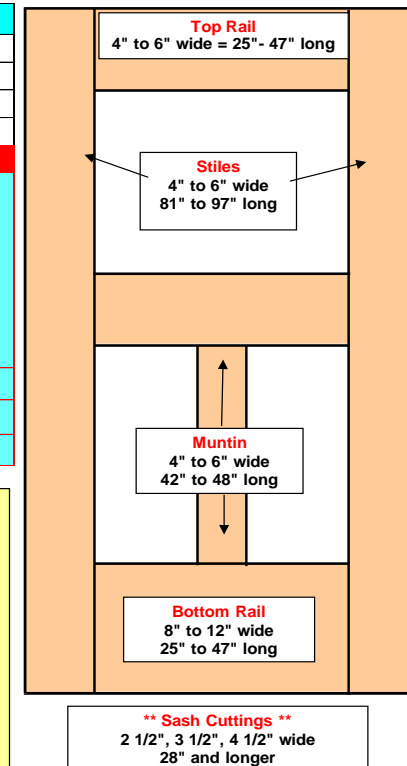 Top Rail
4" to 6" wide = 25"- 47" long
Stiles
4" to 6" wide
81" to 97" long
Muntin
4" to 6" wide
42" to 48" long
Bottom Rail
8" to 12" wide
25" to 47" long
** Sash Cuttings **
2 1/2", 3 1/2", 4 1/2" wide
28" and longer